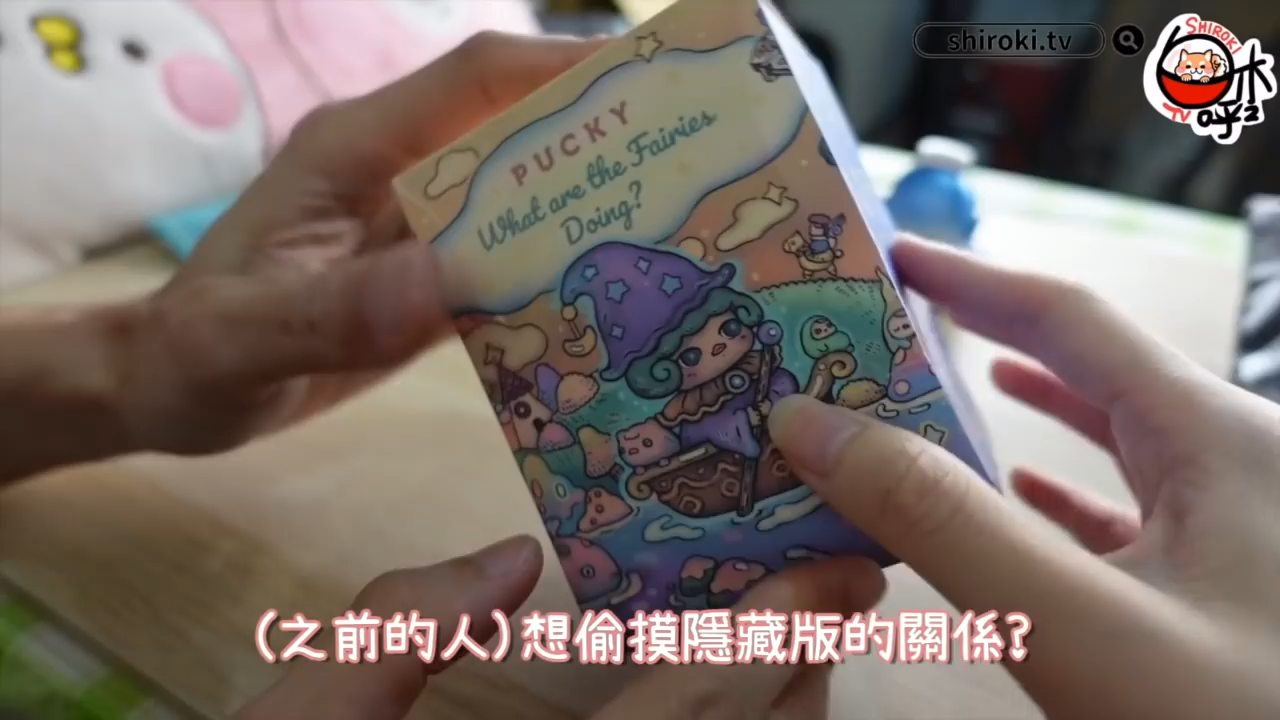 shiroki.tv
SHIROKI
TV
PUCKY
What are the Fairies
Doing?
(之前的人)想偷摸隱藏版的關係?